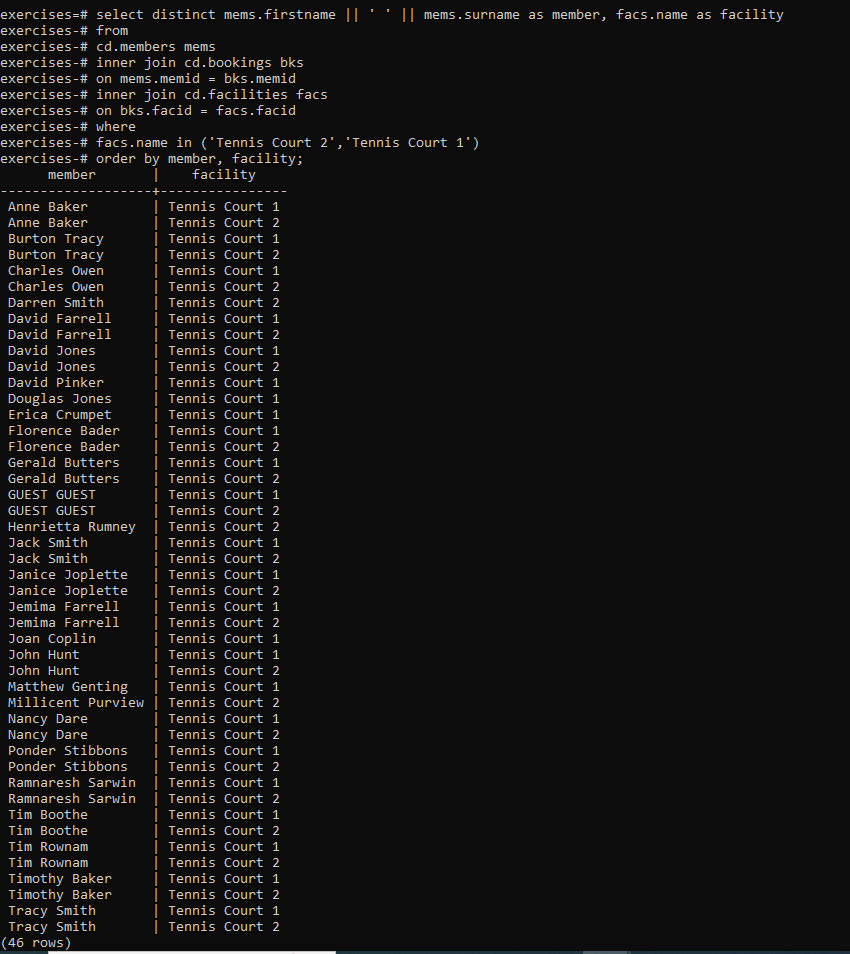 exercises=# select distinct mems.firstname || ' ' || mems.surname as member, facs.name as facility
exercises-# from
exercises-# cd.members mems
exercises-# inner join cd.bookings bks
exercises-# on mems.memid = bks.memid
exercises-# inner join cd.facilities facs
exercises-# on bks.facid = facs.facid
exercises-# where
exercises-# facs.name in ('Tennis Court 2','Tennis Court 1')
exercises-# order by member, facility;
      member       |    facility
-------------------+----------------
 Anne Baker        | Tennis Court 1
 Anne Baker        | Tennis Court 2
 Burton Tracy      | Tennis Court 1
 Burton Tracy      | Tennis Court 2
 Charles Owen      | Tennis Court 1
 Charles Owen      | Tennis Court 2
 Darren Smith      | Tennis Court 2
 David Farrell     | Tennis Court 1
 David Farrell     | Tennis Court 2
 David Jones       | Tennis Court 1
 David Jones       | Tennis Court 2
 David Pinker      | Tennis Court 1
 Douglas Jones     | Tennis Court 1
 Erica Crumpet     | Tennis Court 1
 Florence Bader    | Tennis Court 1
 Florence Bader    | Tennis Court 2
 Gerald Butters    | Tennis Court 1
 Gerald Butters    | Tennis Court 2
 GUEST GUEST       | Tennis Court 1
 GUEST GUEST       | Tennis Court 2
 Henrietta Rumney  | Tennis Court 2
 Jack Smith        | Tennis Court 1
 Jack Smith        | Tennis Court 2
 Janice Joplette   | Tennis Court 1
 Janice Joplette   | Tennis Court 2
 Jemima Farrell    | Tennis Court 1
 Jemima Farrell    | Tennis Court 2
 Joan Coplin       | Tennis Court 1
 John Hunt         | Tennis Court 1
 John Hunt         | Tennis Court 2
 Matthew Genting   | Tennis Court 1
 Millicent Purview | Tennis Court 2
 Nancy Dare        | Tennis Court 1
 Nancy Dare        | Tennis Court 2
 Ponder Stibbons   | Tennis Court 1
 Ponder Stibbons   | Tennis Court 2
 Ramnaresh Sarwin  | Tennis Court 1
 Ramnaresh Sarwin  | Tennis Court 2
 Tim Boothe        | Tennis Court 1
 Tim Boothe        | Tennis Court 2
 Tim Rownam        | Tennis Court 1
 Tim Rownam        | Tennis Court 2
 Timothy Baker     | Tennis Court 1
 Timothy Baker     | Tennis Court 2
 Tracy Smith       | Tennis Court 1
 Tracy Smith       | Tennis Court 2
(46 rows)